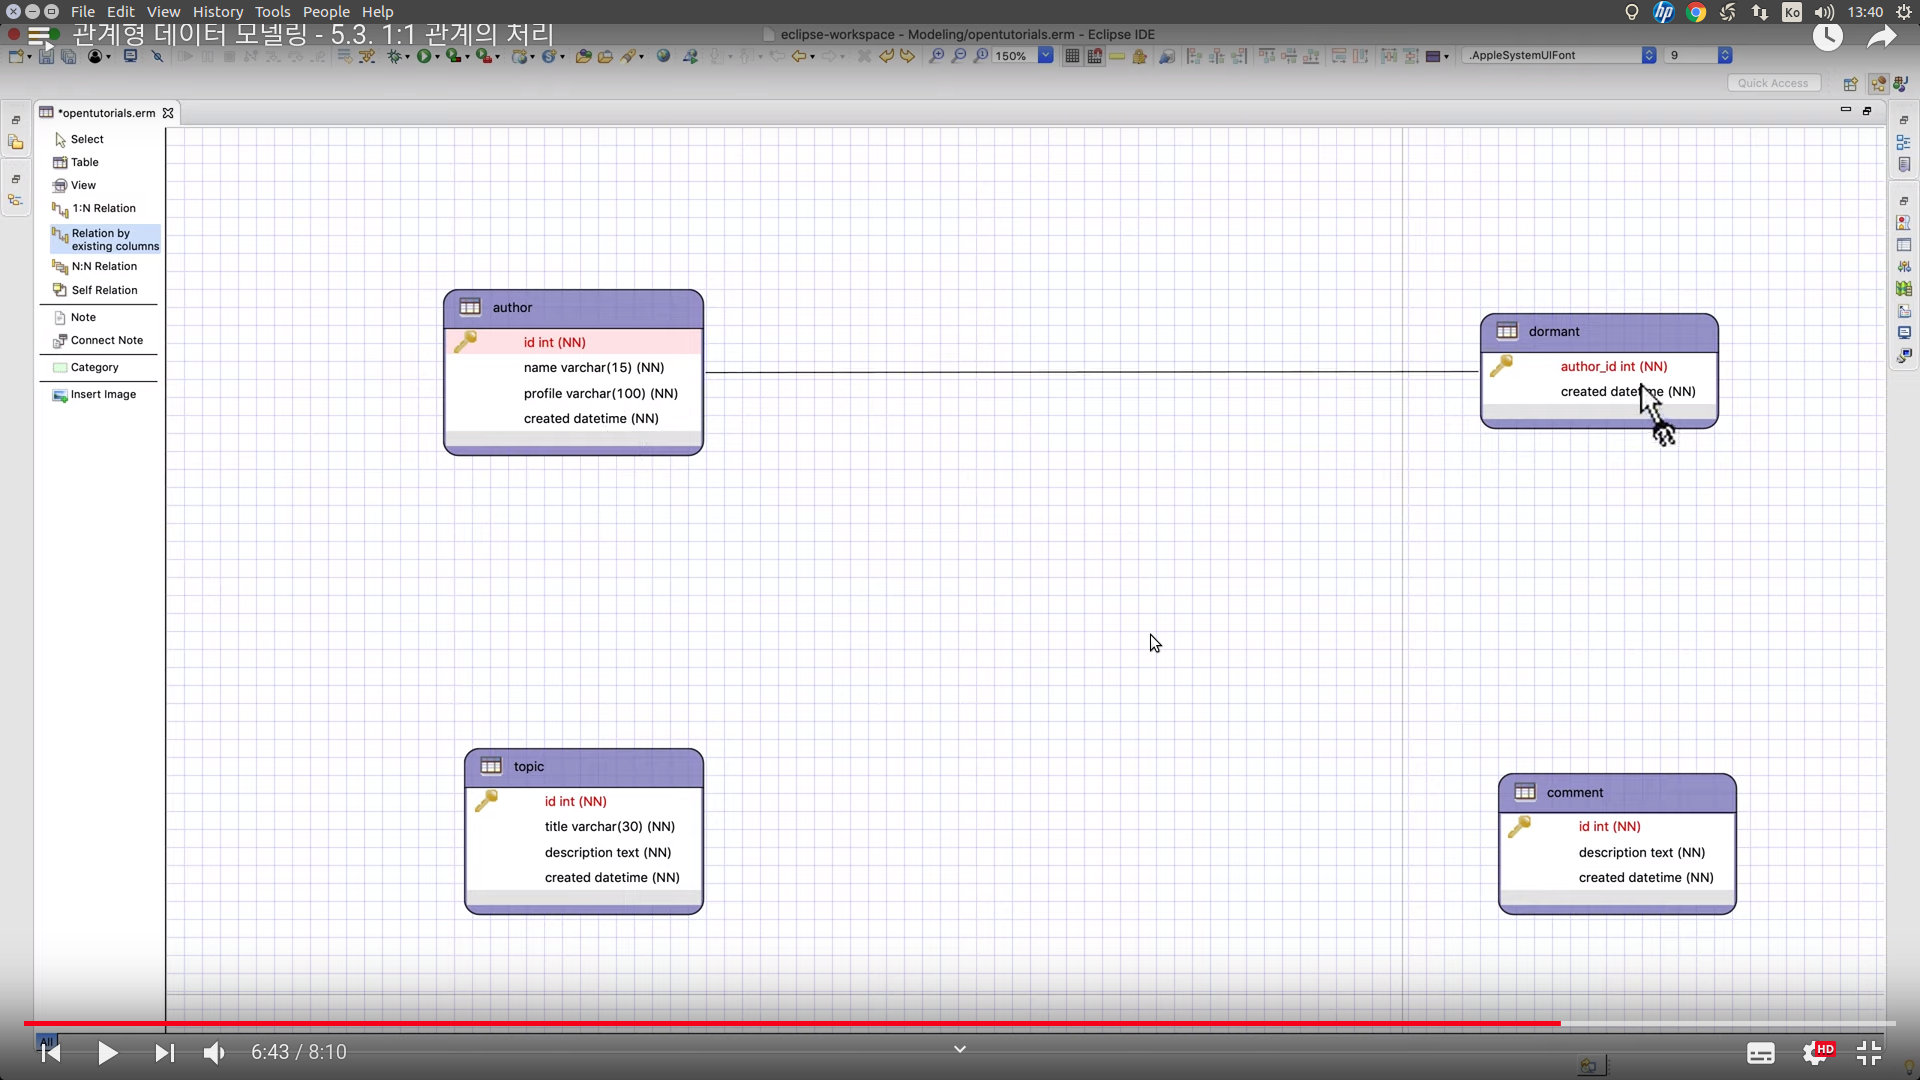 File Edit View History Tools People Help
Ko
13:40
관계형 데이터 모델링 - 5.3. 1:1 관계의 처리
eclipse-workspace - Modeling/opentutorials.erm - Eclipse IDE
150%
.AppleSystemUIFont
9
Quick Access
*opentutorials.erm
Select
Table
View
1:N Relation
Relation by
existing columns
N:N Relation
Self Relation
Note
Connect Note
Category
Insert Image
author
id int (NN)
name varchar(15) (NN)
profile varchar(100) (NN)
created datetime (NN)
dormant
author_id int (NN)
created datetime (NN)
topic
id int (NN)
title varchar(30) (NN)
description text (NN)
created datetime (NN)
comment
id int (NN)
description text (NN)
created datetime (NN)
All
6:43 / 8:10
HD